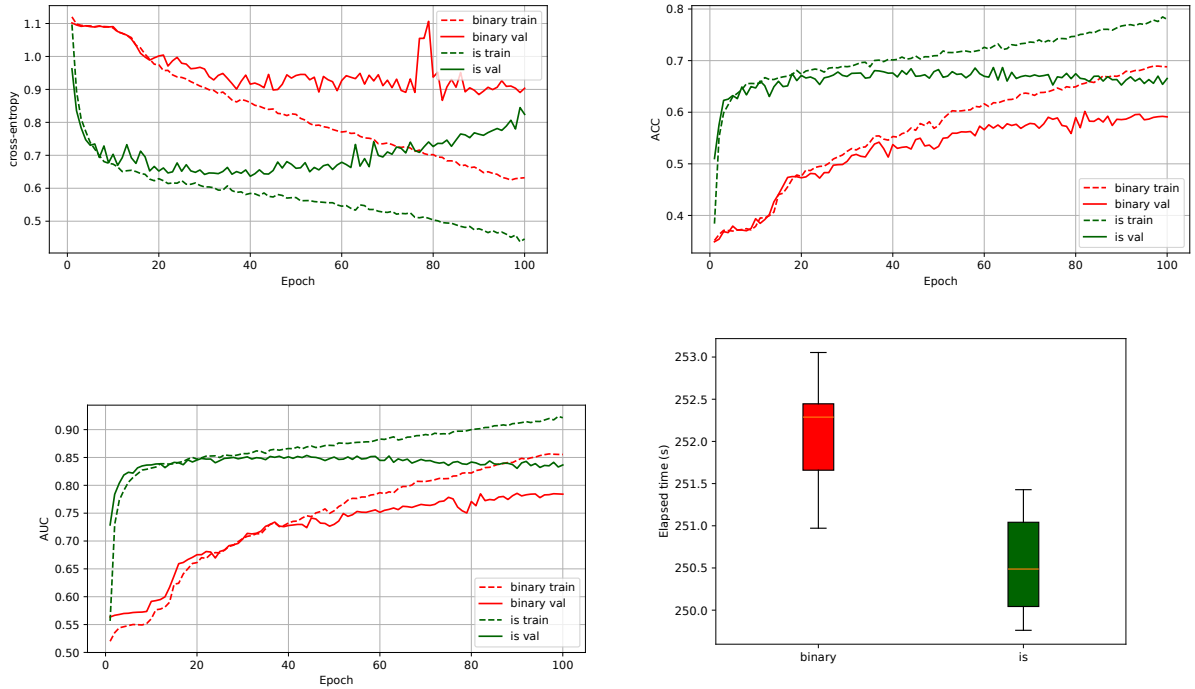 1.1
1.0
0.9
0.8
0.7
0.6
0.5
cross-entropy
0 20 40 60 80 100
Epoch
binary train
binary val
is train
is val
0.8
0.7
0.6
0.5
0.4
ACC
0 20 40 60 80 100
Epoch
binary train
binary val
is train
is val
0.90
0.85
0.80
0.75
0.70
0.65
0.60
0.55
0.50
AUC
0 20 40 60 80 100
Epoch
binary train
binary val
is train
is val
253.0
252.5
252.0
251.5
251.0
250.5
250.0
Elapsed time (s)
binary is